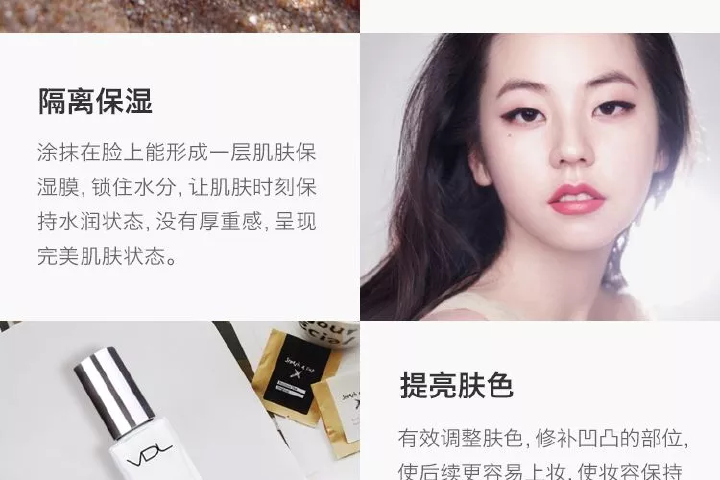 隔离保湿
涂抹在脸上能形成一层肌肤保
湿膜, 锁住水分, 让肌肤时刻保
持水润状态, 没有厚重感, 呈现
完美肌肤状态。
VDL
提亮肤色
有效调整肤色, 修补凹凸的部位,
使后续更容易上妆, 使妆容保持